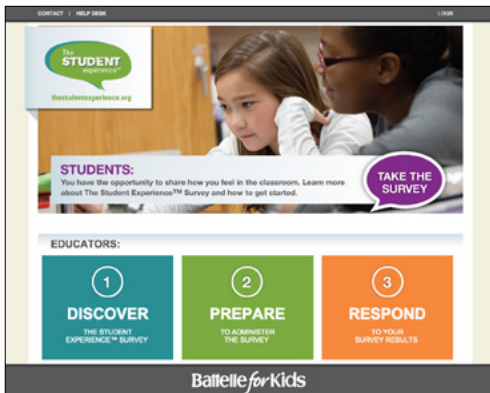 CONTACT | HELP DESK
LOGIN
The
STUDENT
experience™
thestudentexperience.org
STUDENTS:
You have the opportunity to share how you feel in the classroom. Learn more
about The Student Experience™ Survey and how to get started.
TAKE THE
SURVEY
EDUCATORS:
1
DISCOVER
THE STUDENT
EXPERIENCE™ SURVEY
2
PREPARE
TO ADMINISTER
THE SURVEY
3
RESPOND
TO YOUR
SURVEY RESULTS
Battelle for Kids